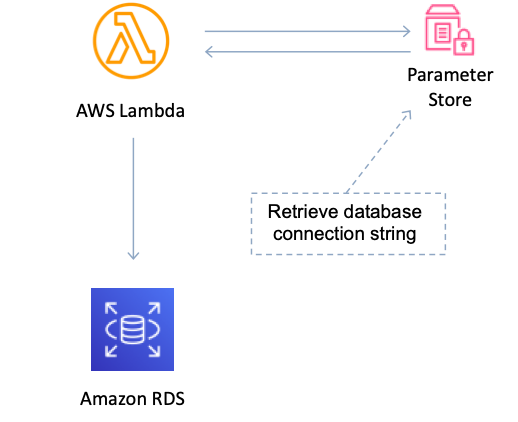 AWS Lambda
Parameter
Store
Retrieve database
connection string
Amazon RDS